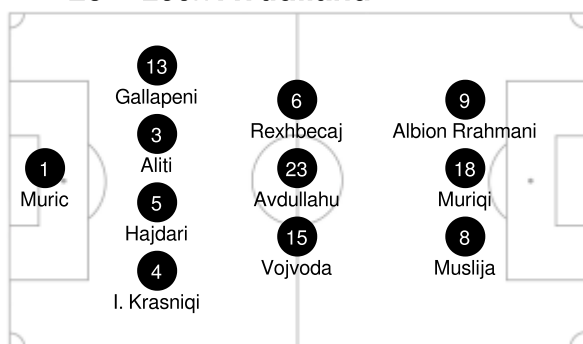 13
Gallapeni
6
Rexhbecaj
9
Albion Rrahmani
3
Aliti
1
Muric
23
Avdullahu
18
Muriqi
5
Hajdari
15
Vojvoda
8
Muslija
4
I. Krasniqi